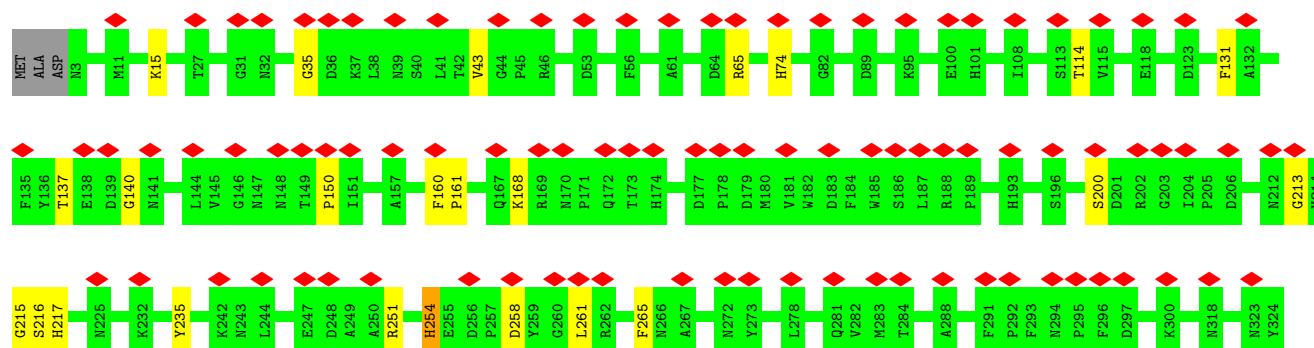 MET ALA ASP N3 M11 K15 T27 G31 N32 G35 D36 K37 L38 N39 S40 L41 T42 V43 G44 P45 R46 D53 F56 A61 D64 R65 H74 G82 D89 K95 E100 H101 I108 S113 T114 V115 E118 D123 F131 A132
F135 Y136 T137 E138 D139 G140 N141 L144 V145 G146 N147 N148 T149 P150 I151 A157 F160 P161 Q167 K168 R169 N170 P171 Q172 T173 H174 D177 P178 D179 M180 V181 W182 D183 F184 W185 S186 L187 R188 P189 H193 S196 S200 D201 R202 G203 I204 P205 D206 N212 G213
G215 S216 H217 N225 K232 Y235 K242 N243 L244 E247 D248 A249 A250 R251 H254 E255 D256 P257 D258 Y259 G260 L261 R262 F265 N266 A267 N272 Y273 L278 Q281 V282 M283 T284 A288 F291 P292 F293 N294 P295 F296 D297 K300 N318 N323 Y324